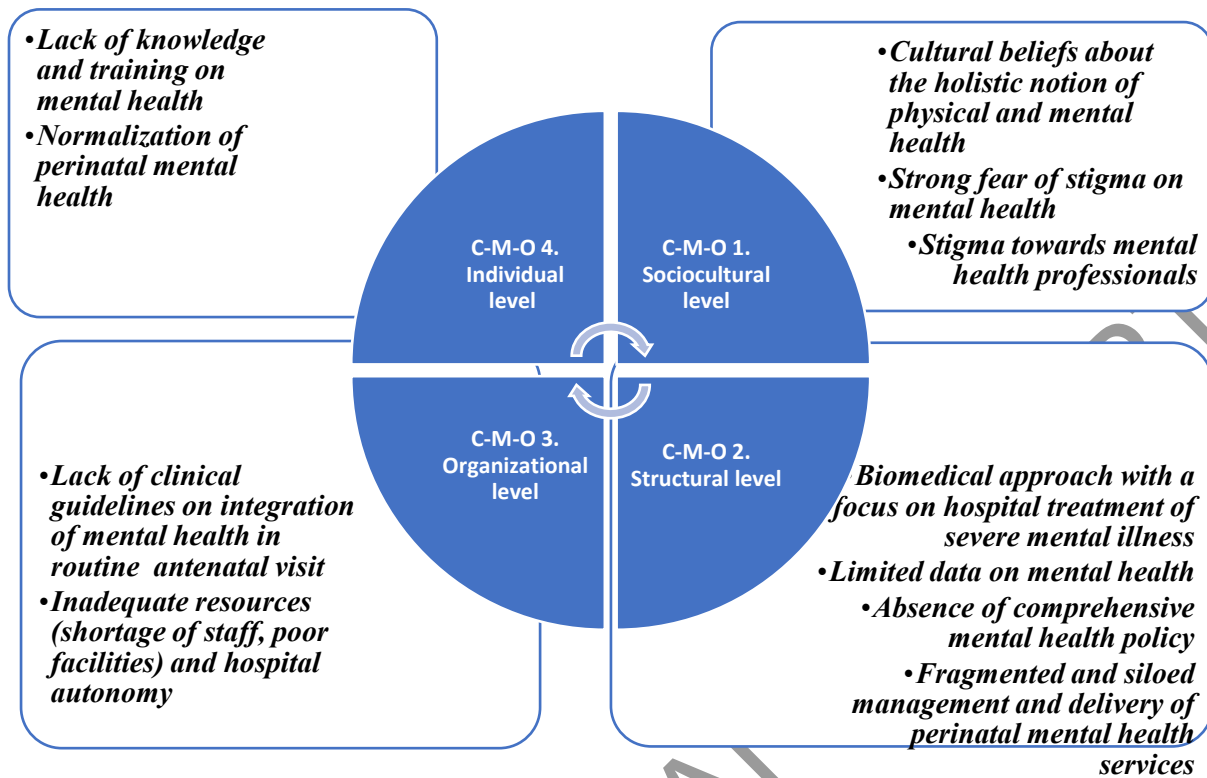 •Lack of knowledge
and training on
mental health
•Normalization of
perinatal mental
health
•Cultural beliefs about
the holistic notion of
physical and mental
health
•Strong fear of stigma on
mental health
•Stigma towards mental
health professionals
C-M-O 4.
Individual
level
C-M-O 1.
Sociocultural
level
C-M-O 3.
Organizational
level
C-M-O 2.
Structural level
•Lack of clinical
guidelines on integration
of mental health in
routine antenatal visit
•Inadequate resources
(shortage of staff, poor
facilities) and hospital
autonomy
•Biomedical approach with a
focus on hospital treatment of
severe mental illness
•Limited data on mental health
•Absence of comprehensive
mental health policy
•Fragmented and siloed
management and delivery of
perinatal mental health
services